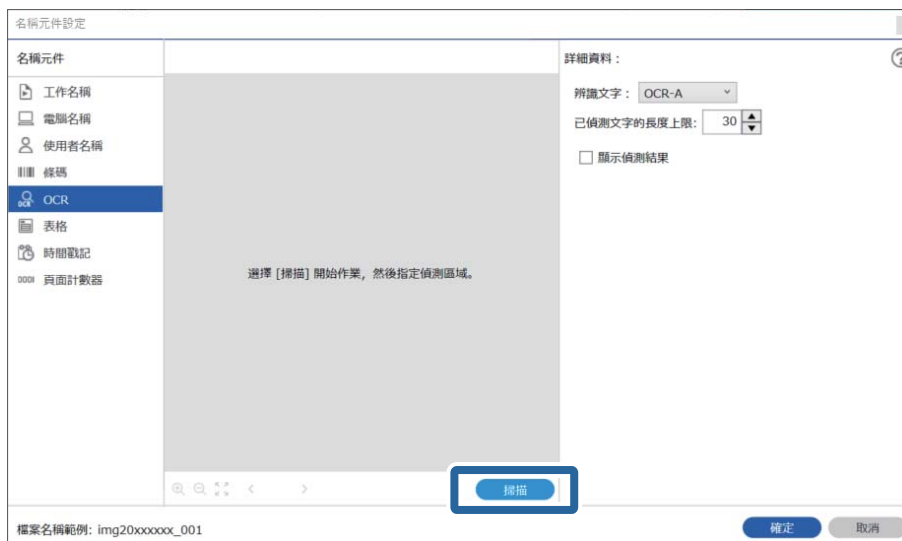 名稱元件設定
名稱元件
工作名稱
電腦名稱
使用者名稱
條碼
OCR
OCR
表格
時間戳記
0001 頁面計數器
選擇 [掃描] 開始作業，然後指定偵測區域。
掃描
詳細資料：
?
辨識文字： OCR-A
已偵測文字的長度上限: 30
顯示偵測結果
檔案名稱範例: img20xxxxxx_001
確定
取消